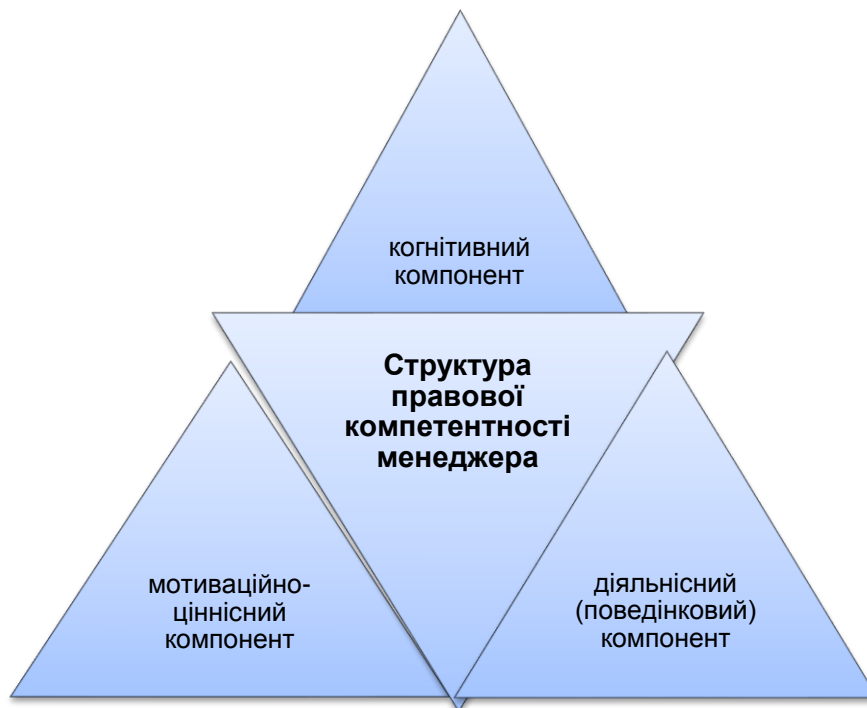 когнітивний
компонент
Структура
правової
компетентності
менеджера
мотиваційно-
ціннісний
компонент
діяльнісний
(поведінковий)
компонент